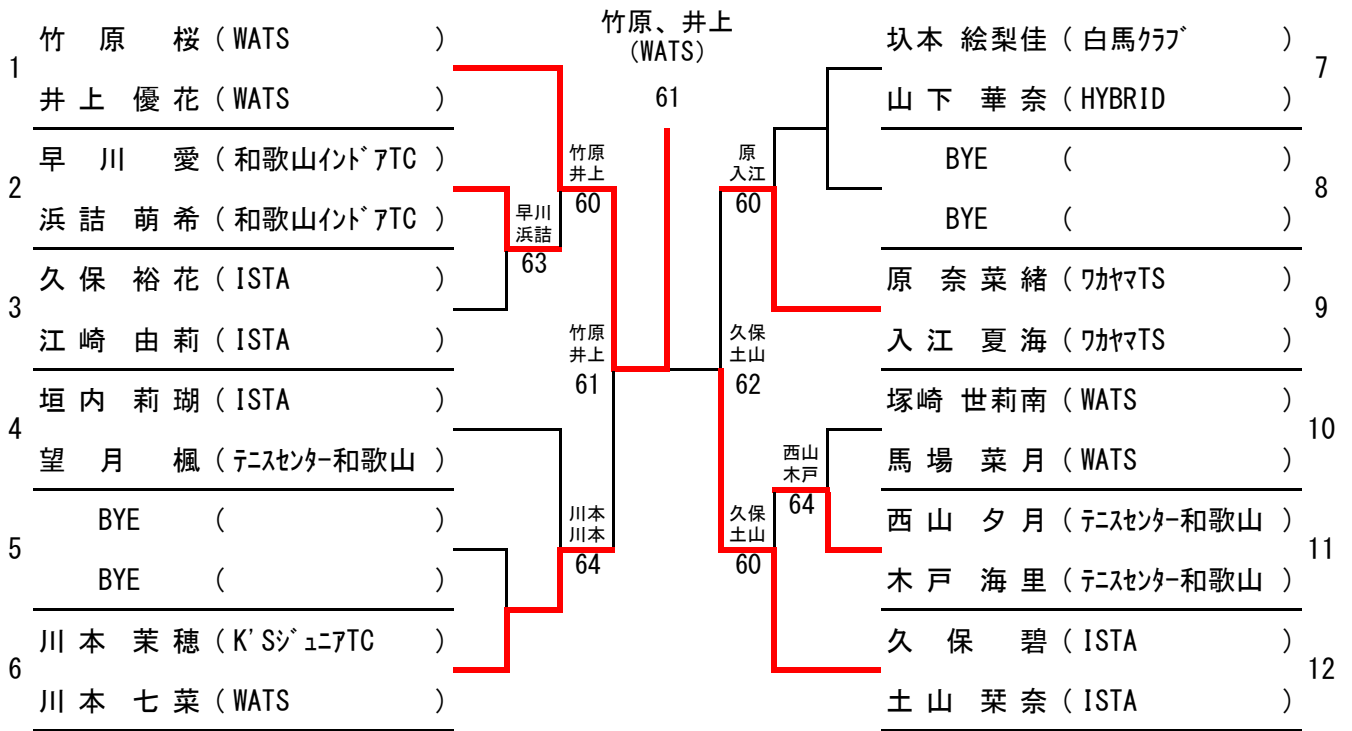 竹原、井上
(WATS)
61
1
竹 原 桜 ( WATS )
井 上 優 花 ( WATS )
2
早 川 愛 ( 和歌山ｲﾝﾄﾞｱTC )
浜 詰 萌 希 ( 和歌山ｲﾝﾄﾞｱTC )
3
久 保 裕 花 ( ISTA )
江 崎 由 莉 ( ISTA )
4
垣 内 莉 瑚 ( ISTA )
望 月 楓 ( ﾃﾆｽｾﾝﾀｰ和歌山 )
5
BYE ( )
BYE ( )
6
川 本 茉 穂 ( K'SｼﾞｭﾆｱTC )
川 本 七 菜 ( WATS )
早川
浜詰
63
竹原
井上
60
川本
川本
64
竹原
井上
61
久保
土山
62
原
入江
60
久保
土山
60
西山
木戸
64
圦本 絵梨佳 ( 白馬ｸﾗﾌﾞ )
山 下 華 奈 ( HYBRID )
7
BYE ( )
BYE ( )
8
原 奈 菜 緒 ( ﾜｶﾔﾏTS )
入 江 夏 海 ( ﾜｶﾔﾏTS )
9
塚崎 世莉南 ( WATS )
馬 場 菜 月 ( WATS )
10
西 山 夕 月 ( ﾃﾆｽｾﾝﾀｰ和歌山 )
木 戸 海 里 ( ﾃﾆｽｾﾝﾀｰ和歌山 )
11
久 保 碧 ( ISTA )
土 山 栞 奈 ( ISTA )
12